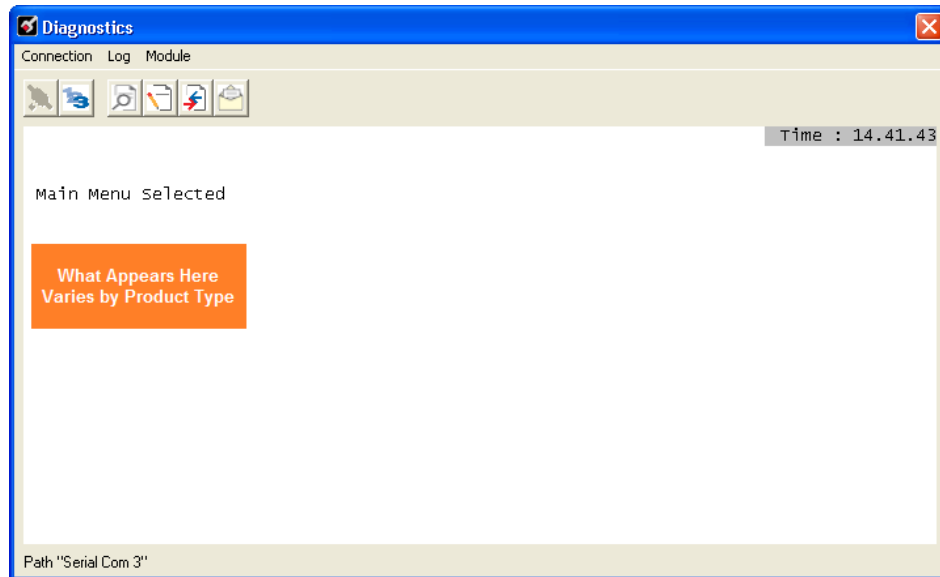 Diagnostics
Connection Log Module
Time : 14.41.43
Main Menu Selected
What Appears Here
Varies by Product Type
Path "Serial Com 3"